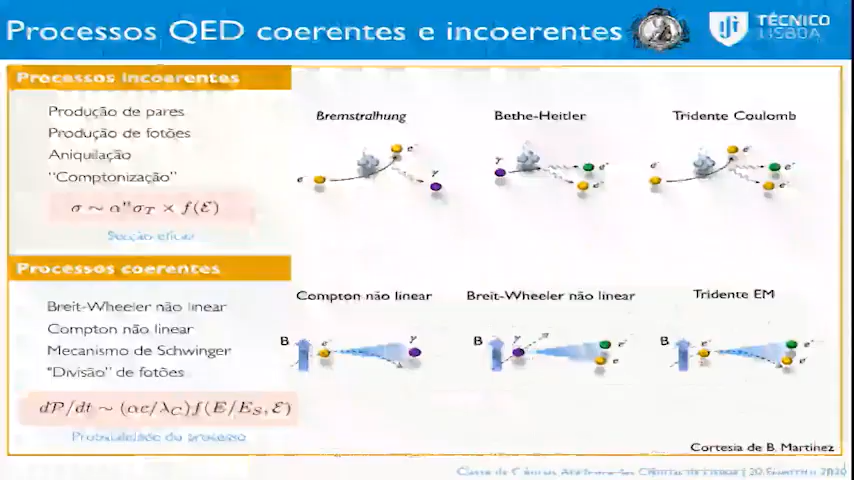 Processos QED coerentes e incoerentes
TÉCNICO
LISBOA
Processos incoerentes
Produção de pares
Produção de fotões
Aniquilação
"Comptonização"
σ ~ αⁿσ_T × f(ℰ)
Secção eficaz
Bremstralhung
Bethe-Heitler
Tridente Coulomb
e⁻ e⁻ γ
γ e⁺ e⁻
e⁻ e⁻ e⁺ e⁻
Processos coerentes
Breit-Wheeler não linear
Compton não linear
Mecanismo de Schwinger
"Divisão" de fotões
d𝒫/dt ~ (αc/λ_C)f(E/E_S, ℰ)
Probabilidade do processo
Compton não linear
Breit-Wheeler não linear
Tridente EM
B e⁻ γ
B γ e⁺ e⁻
B e⁻ e⁺ e⁻
Cortesia de B. Martinez